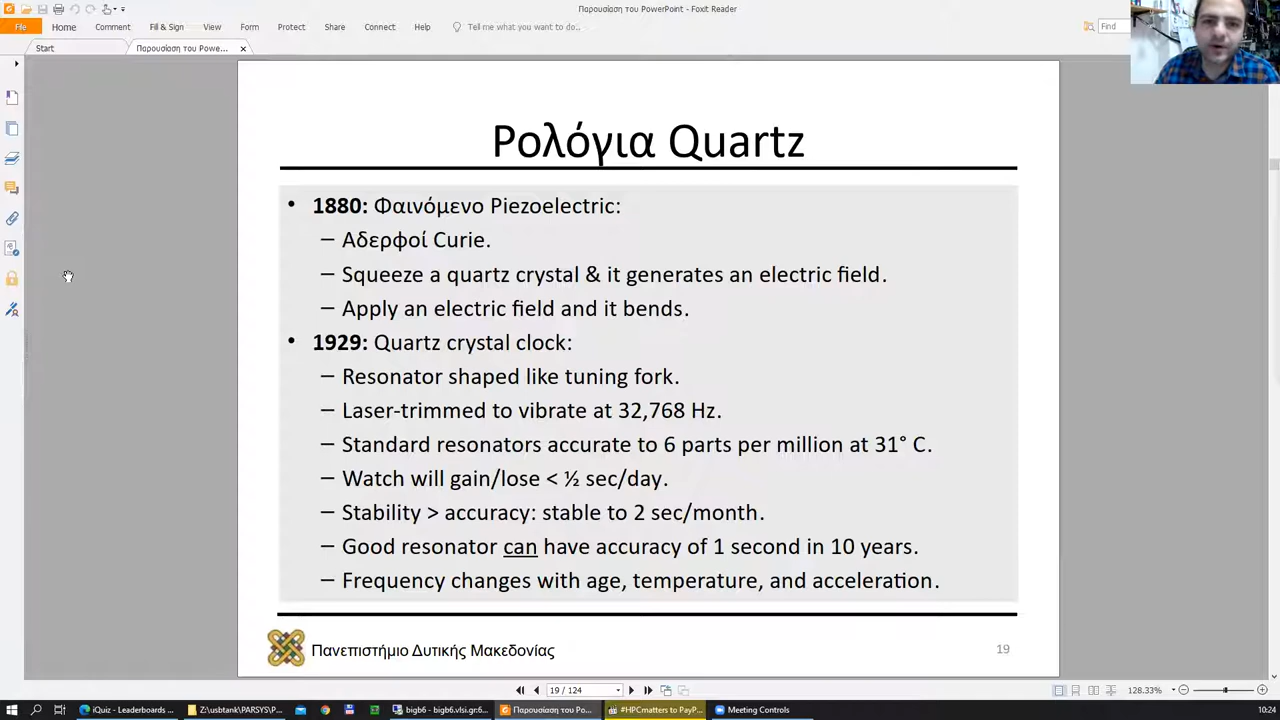 Παρουσίαση του PowerPoint - Foxit Reader
File Home Comment Fill & Sign View Form Protect Share Connect Help Tell me what you want to do... Find
Start Παρουσίαση του Powe... ×
Ρολόγια Quartz
• 1880: Φαινόμενο Piezoelectric:
– Αδερφοί Curie.
– Squeeze a quartz crystal & it generates an electric field.
– Apply an electric field and it bends.
• 1929: Quartz crystal clock:
– Resonator shaped like tuning fork.
– Laser-trimmed to vibrate at 32,768 Hz.
– Standard resonators accurate to 6 parts per million at 31° C.
– Watch will gain/lose < ½ sec/day.
– Stability > accuracy: stable to 2 sec/month.
– Good resonator can have accuracy of 1 second in 10 years.
– Frequency changes with age, temperature, and acceleration.
Πανεπιστήμιο Δυτικής Μακεδονίας 19
19 / 124 128.33%
iQuiz - Leaderboards ... Z:\usbtank\PARSYS\P... bigb6 - bigb6.vlsi.gr:6... Παρουσίαση του Po... #HPCmatters to PayP... Meeting Controls 10:24